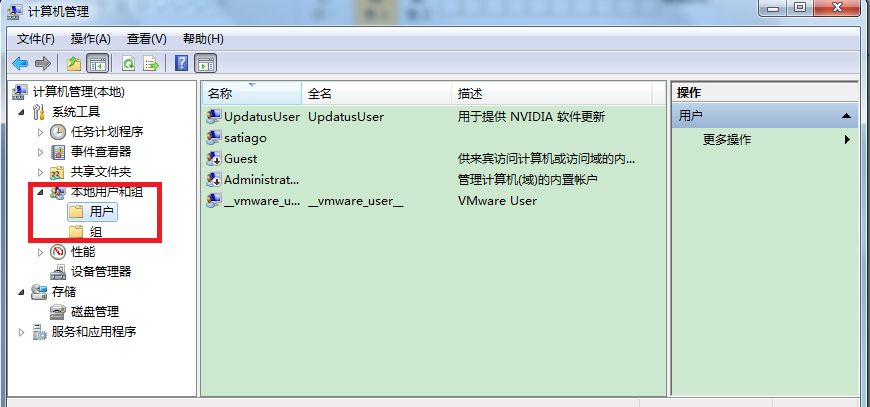 计算机管理
文件(F) 操作(A) 查看(V) 帮助(H)
计算机管理(本地)
系统工具
任务计划程序
事件查看器
共享文件夹
本地用户和组
用户
组
性能
设备管理器
存储
磁盘管理
服务和应用程序
名称 全名 描述
UpdatusUser UpdatusUser 用于提供 NVIDIA 软件更新
satiago
Guest 供来宾访问计算机或访问域的内...
Administrat... 管理计算机(域)的内置帐户
__vmware_u... __vmware_user__ VMware User
操作
用户
更多操作